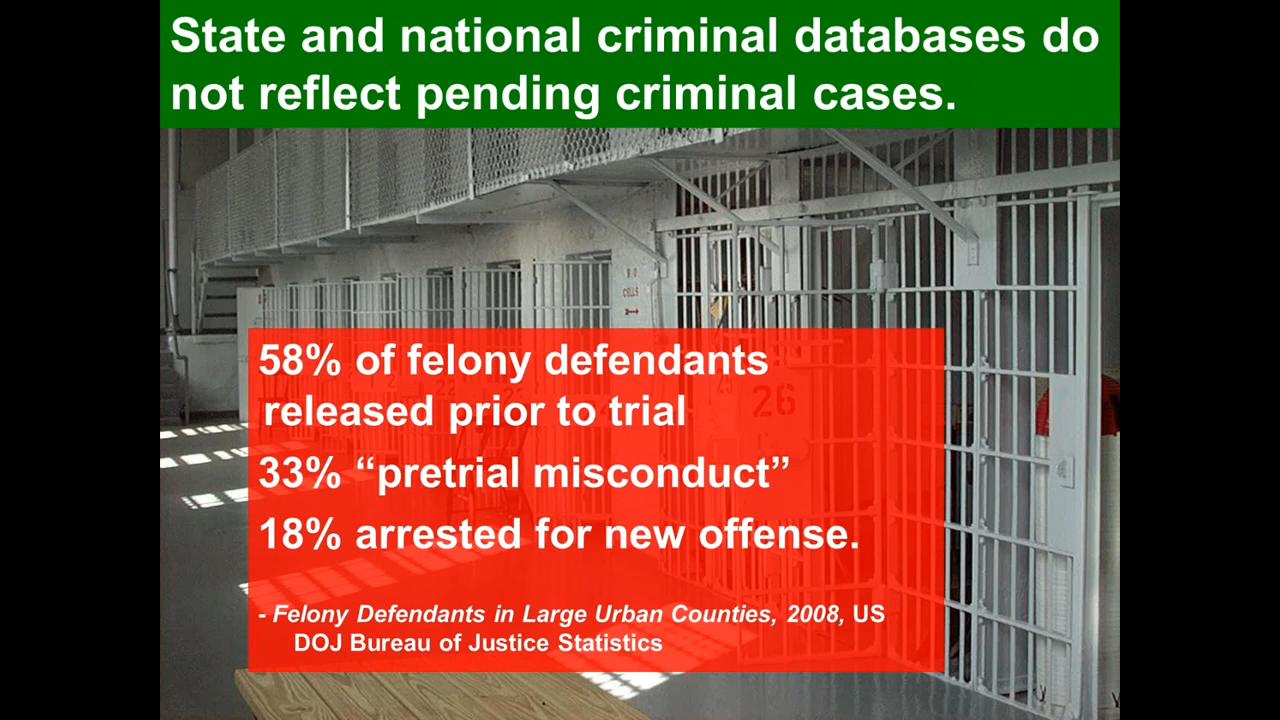 State and national criminal databases do
not reflect pending criminal cases.
CELLS
58% of felony defendants
released prior to trial
33% “pretrial misconduct”
26
18% arrested for new offense.
- Felony Defendants in Large Urban Counties, 2008, US
DOJ Bureau of Justice Statistics